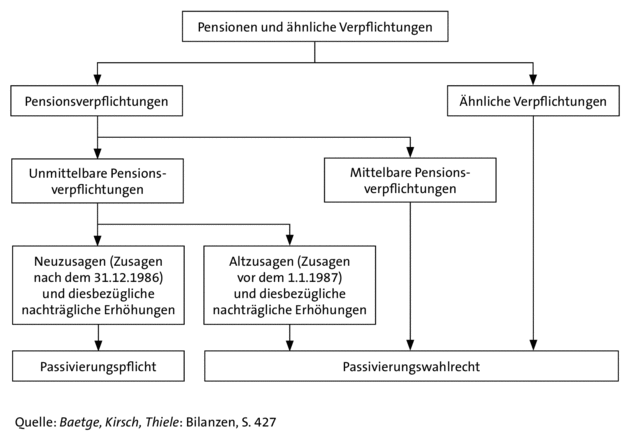 Pensionen und ähnliche Verpflichtungen
Pensionsverpflichtungen
Ähnliche Verpflichtungen
Unmittelbare Pensions-
verpflichtungen
Mittelbare Pensions-
verpflichtungen
Neuzusagen (Zusagen
nach dem 31.12.1986)
und diesbezügliche
nachträgliche Erhöhungen
Altzusagen (Zusagen
vor dem 1.1.1987)
und diesbezügliche
nachträgliche Erhöhungen
Passivierungspflicht
Passivierungswahlrecht
Quelle: Baetge, Kirsch, Thiele: Bilanzen, S. 427